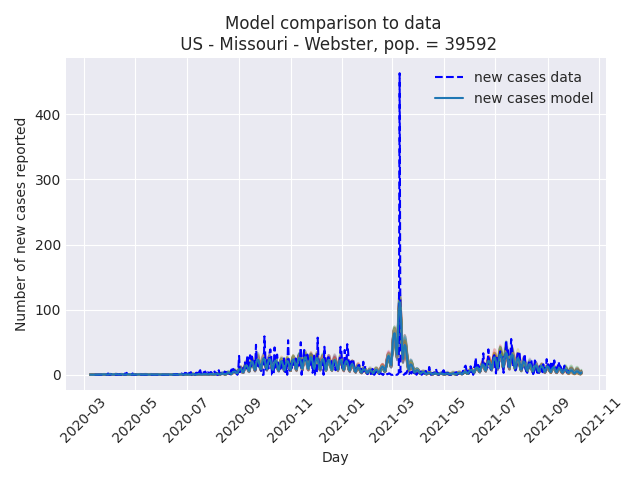 Model comparison to data
US - Missouri - Webster, pop. = 39592
new cases data
new cases model
Number of new cases reported
400
300
200
100
0
2020-03
2020-05
2020-07
2020-09
2020-11
2021-01
2021-03
2021-05
2021-07
2021-09
2021-11
Day